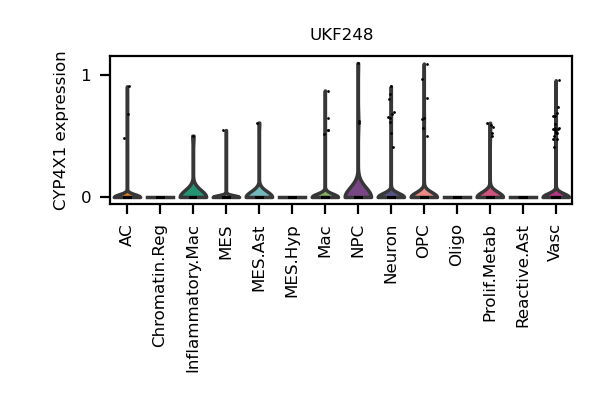 UKF248
CYP4X1 expression
1
0
AC
Chromatin.Reg
Inflammatory.Mac
MES
MES.Ast
MES.Hyp
Mac
NPC
Neuron
OPC
Oligo
Prolif.Metab
Reactive.Ast
Vasc